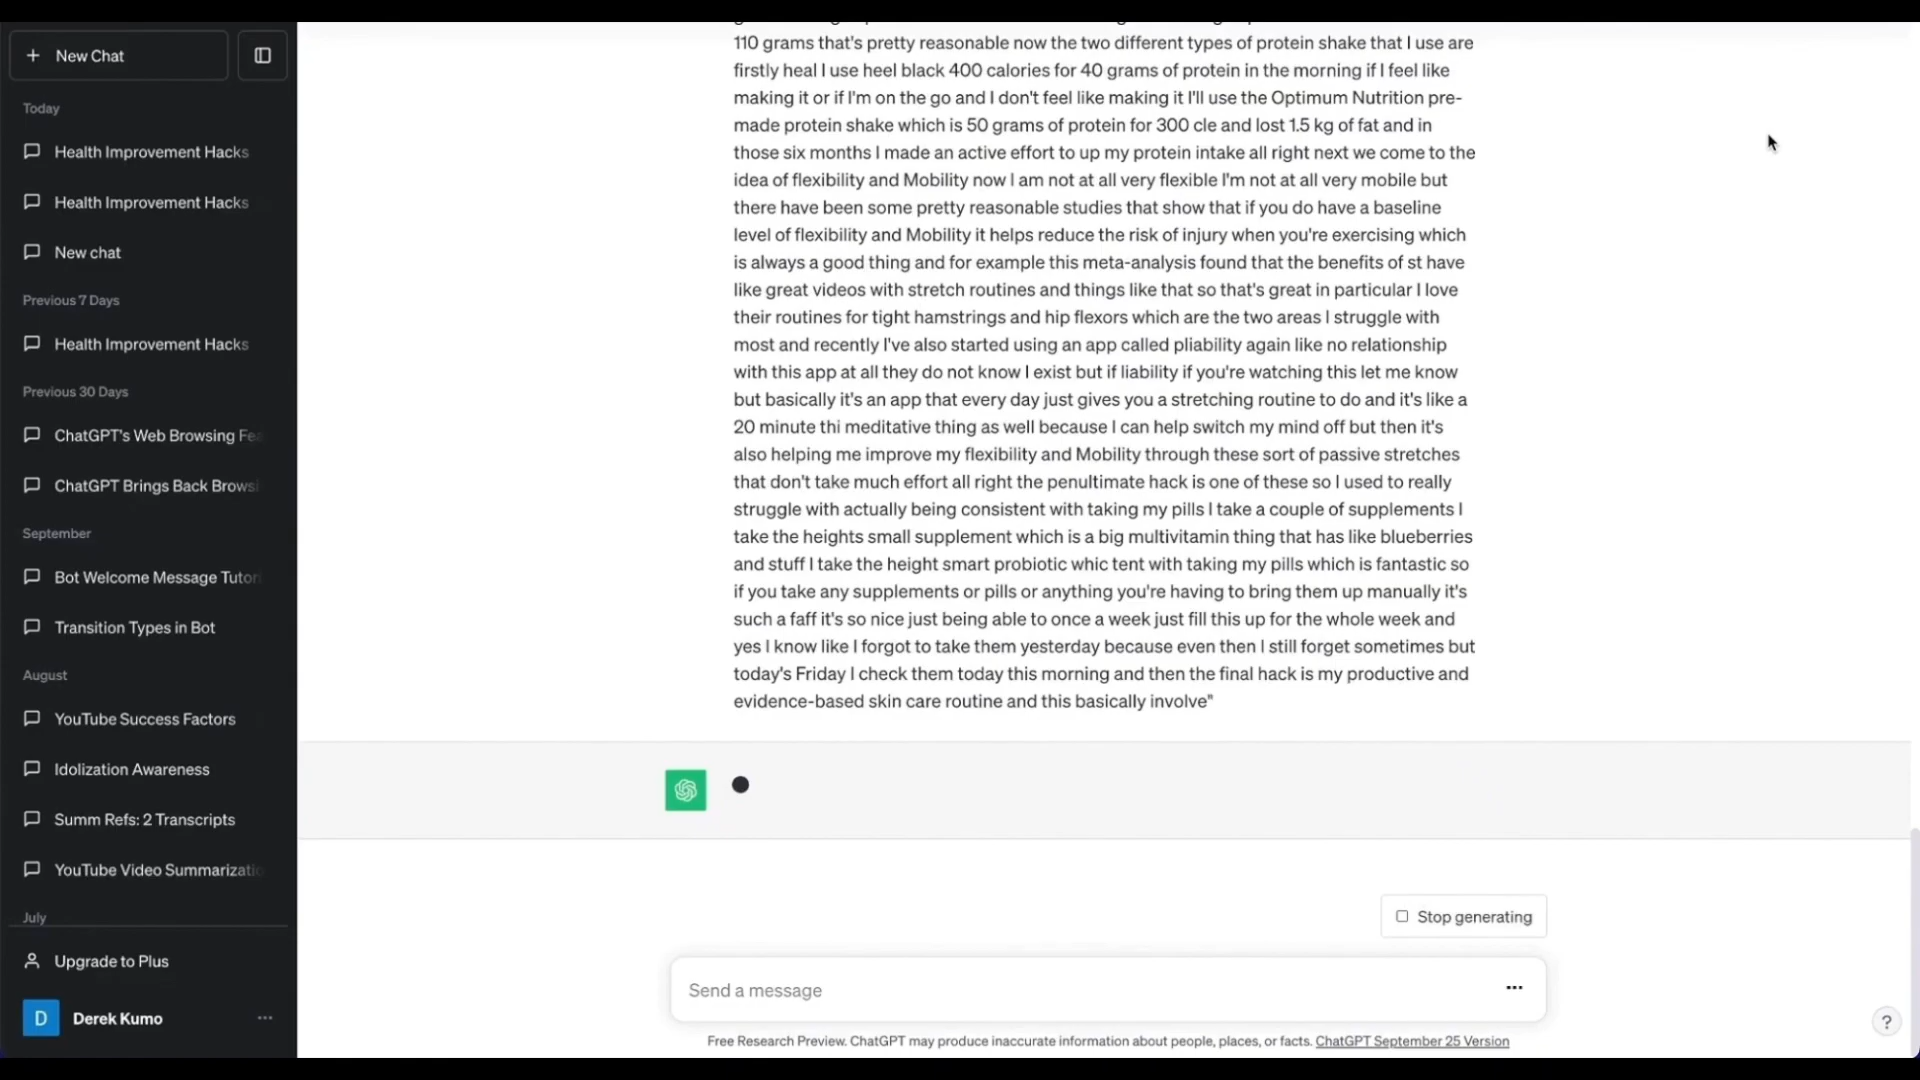 New Chat
Today
Health Improvement Hacks
Health Improvement Hacks
New chat
Previous 7 Days
Health Improvement Hacks
Previous 30 Days
ChatGPT's Web Browsing Fea
ChatGPT Brings Back Browsi
September
Bot Welcome Message Tutori
Transition Types in Bot
August
YouTube Success Factors
Idolization Awareness
Summ Refs: 2 Transcripts
YouTube Video Summarizatio
July
Upgrade to Plus
D
Derek Kumo
110 grams that's pretty reasonable now the two different types of protein shake that I use are
firstly heal I use heel black 400 calories for 40 grams of protein in the morning if I feel like
making it or if I'm on the go and I don't feel like making it I'll use the Optimum Nutrition pre-
made protein shake which is 50 grams of protein for 300 cle and lost 1.5 kg of fat and in
those six months I made an active effort to up my protein intake all right next we come to the
idea of flexibility and Mobility now I am not at all very flexible I'm not at all very mobile but
there have been some pretty reasonable studies that show that if you do have a baseline
level of flexibility and Mobility it helps reduce the risk of injury when you're exercising which
is always a good thing and for example this meta-analysis found that the benefits of st have
like great videos with stretch routines and things like that so that's great in particular I love
their routines for tight hamstrings and hip flexors which are the two areas I struggle with
most and recently I've also started using an app called pliability again like no relationship
with this app at all they do not know I exist but if liability if you're watching this let me know
but basically it's an app that every day just gives you a stretching routine to do and it's like a
20 minute thi meditative thing as well because I can help switch my mind off but then it's
also helping me improve my flexibility and Mobility through these sort of passive stretches
that don't take much effort all right the penultimate hack is one of these so I used to really
struggle with actually being consistent with taking my pills I take a couple of supplements I
take the heights small supplement which is a big multivitamin thing that has like blueberries
and stuff I take the height smart probiotic whic tent with taking my pills which is fantastic so
if you take any supplements or pills or anything you're having to bring them up manually it's
such a faff it's so nice just being able to once a week just fill this up for the whole week and
yes I know like I forgot to take them yesterday because even then I still forget sometimes but
today's Friday I check them today this morning and then the final hack is my productive and
evidence-based skin care routine and this basically involve"
Stop generating
Send a message
Free Research Preview. ChatGPT may produce inaccurate information about people, places, or facts. ChatGPT September 25 Version
?